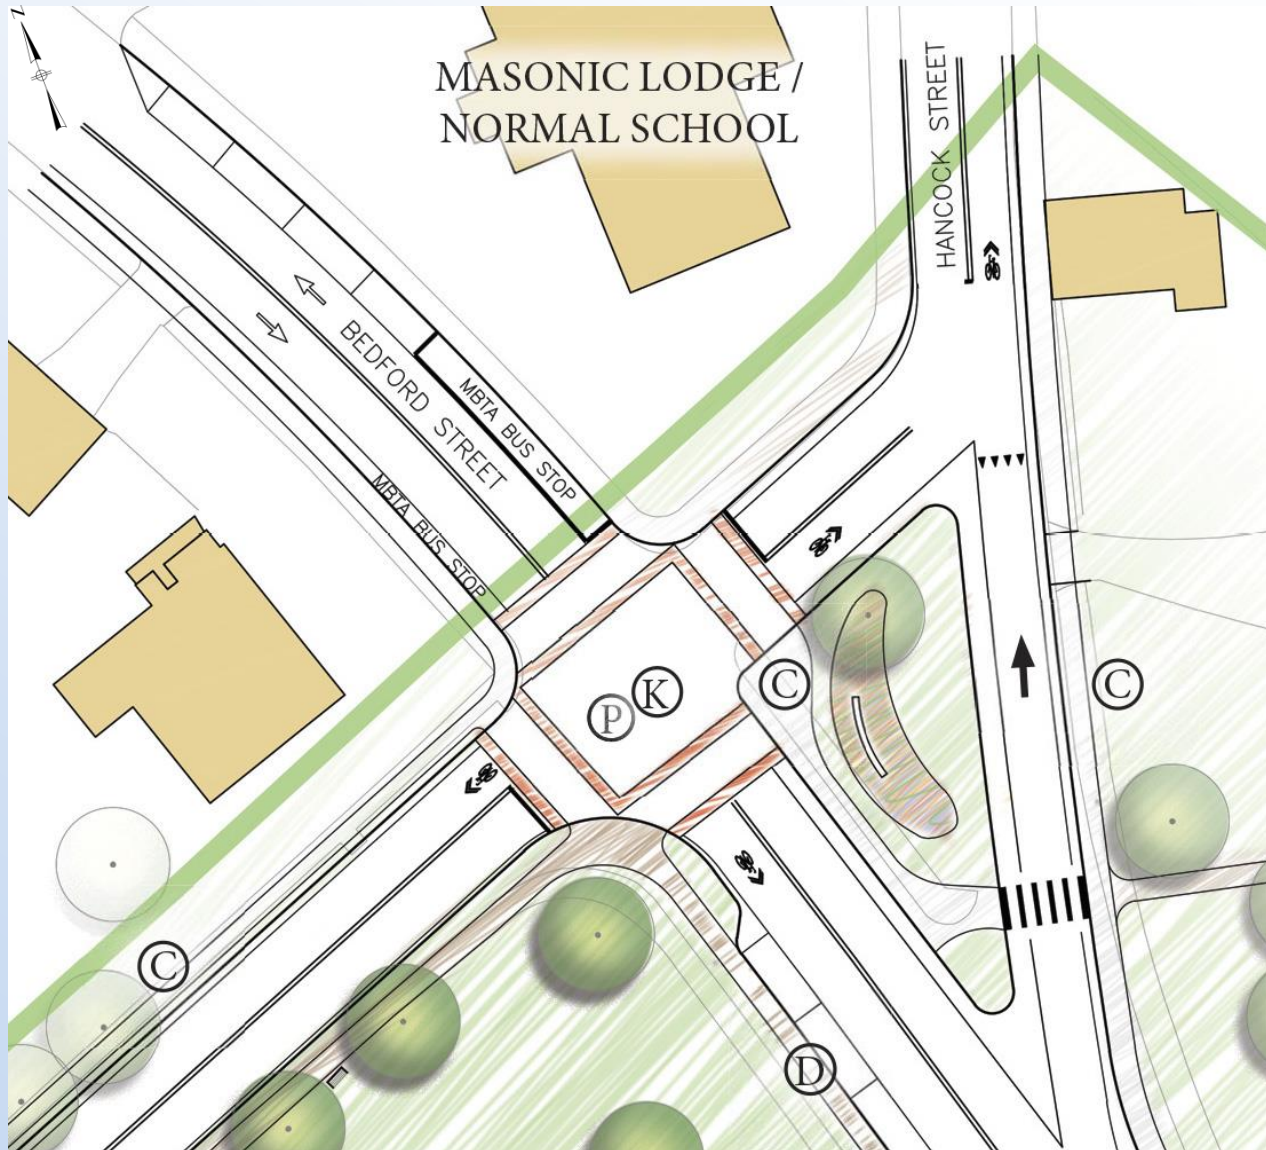 N
MASONIC LODGE /
NORMAL SCHOOL
HANCOCK STREET
BEDFORD STREET
MBTA BUS STOP
MBTA BUS STOP
P
K
C
C
C
D